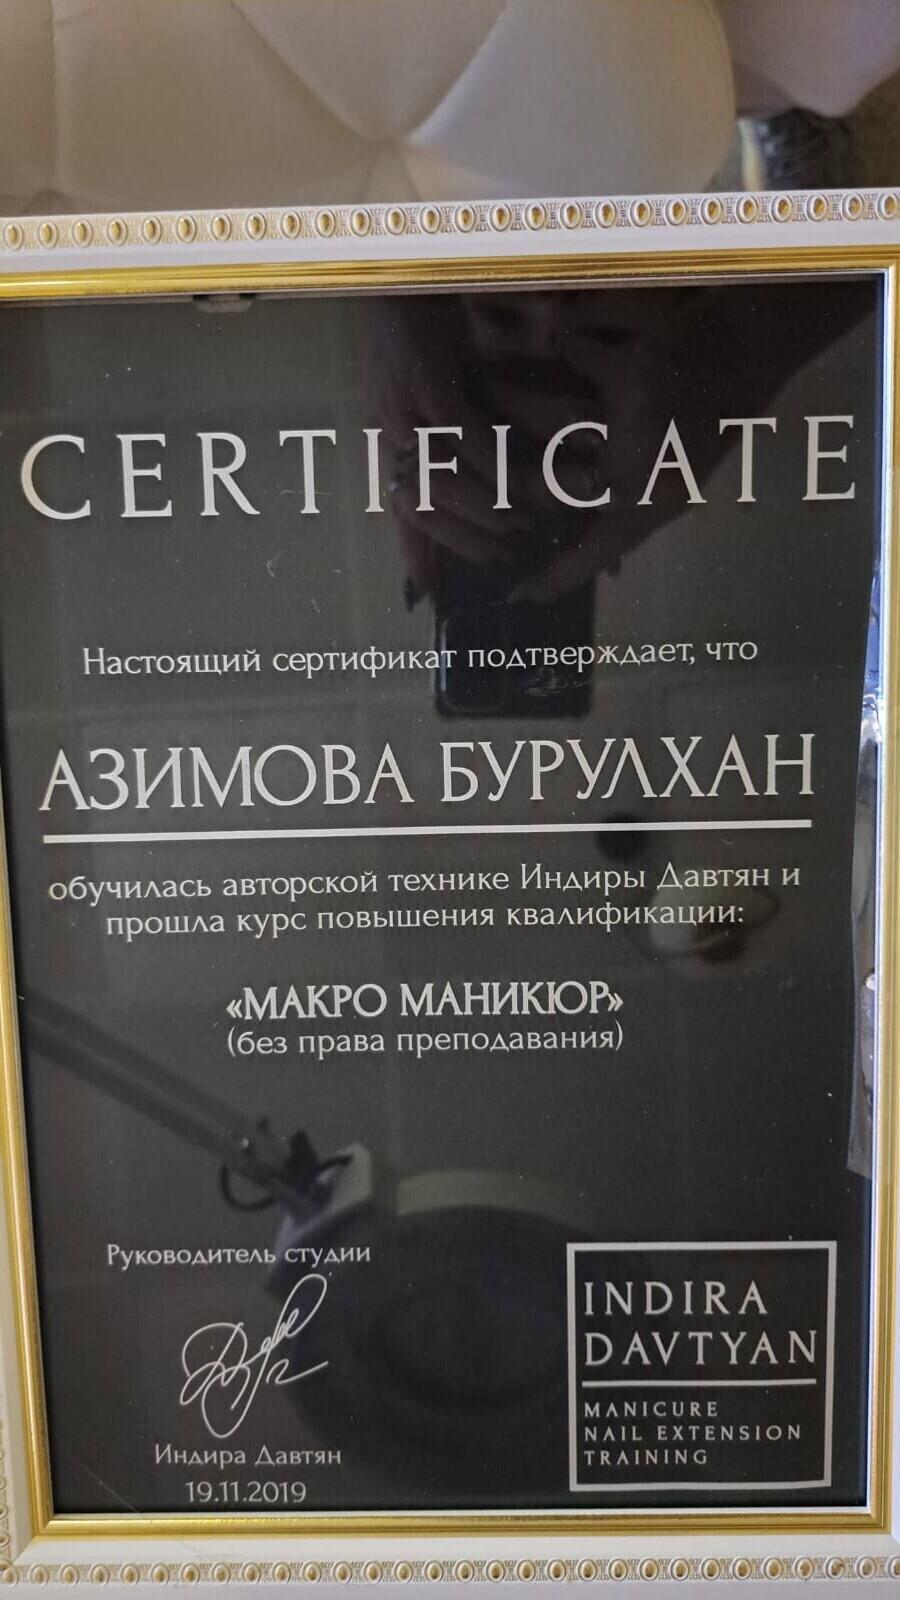 CERTIFICATE
Настоящий сертификат подтверждает, что
АЗИМОВА БУРУЛХАН
обучилась авторской технике Индиры Давтян и
прошла курс повышения квалификации:
«МАКРО МАНИКЮР»
(без права преподавания)
Руководитель студии
Индира Давтян
19.11.2019
INDIRA
DAVTYAN
MANICURE
NAIL EXTENSION
TRAINING